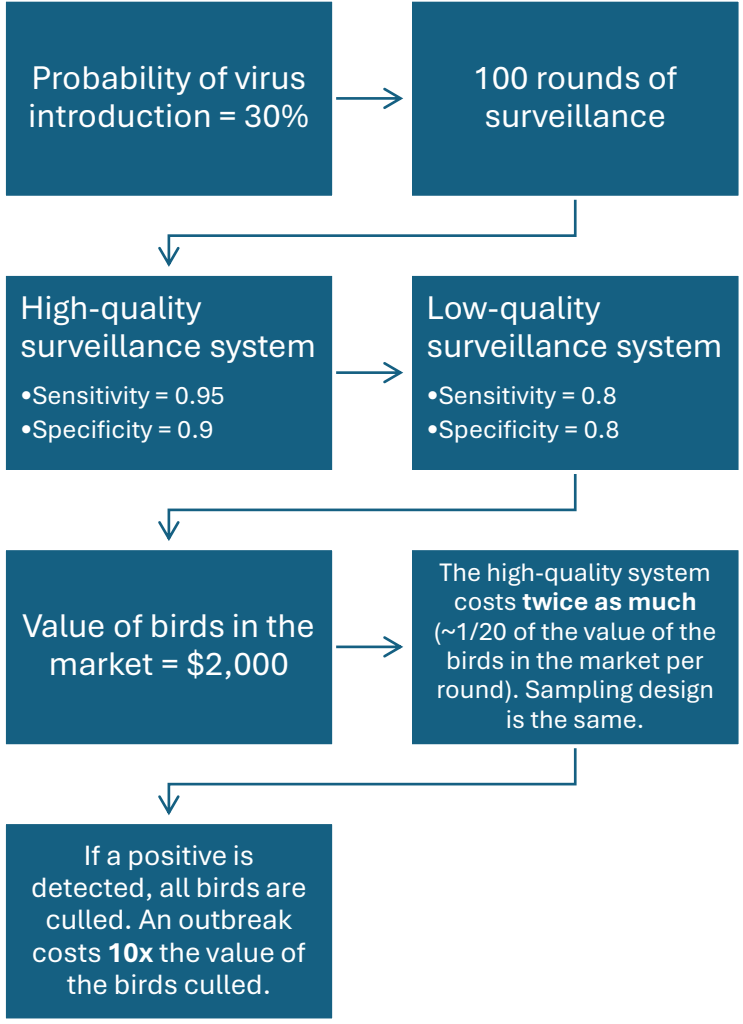 Probability of virus
introduction = 30%
100 rounds of
surveillance
High-quality
surveillance system
•Sensitivity = 0.95
•Specificity = 0.9
Low-quality
surveillance system
•Sensitivity = 0.8
•Specificity = 0.8
Value of birds in the
market = $2,000
The high-quality system
costs twice as much
(~1/20 of the value of the
birds in the market per
round). Sampling design
is the same.
If a positive is
detected, all birds are
culled. An outbreak
costs 10x the value of
the birds culled.